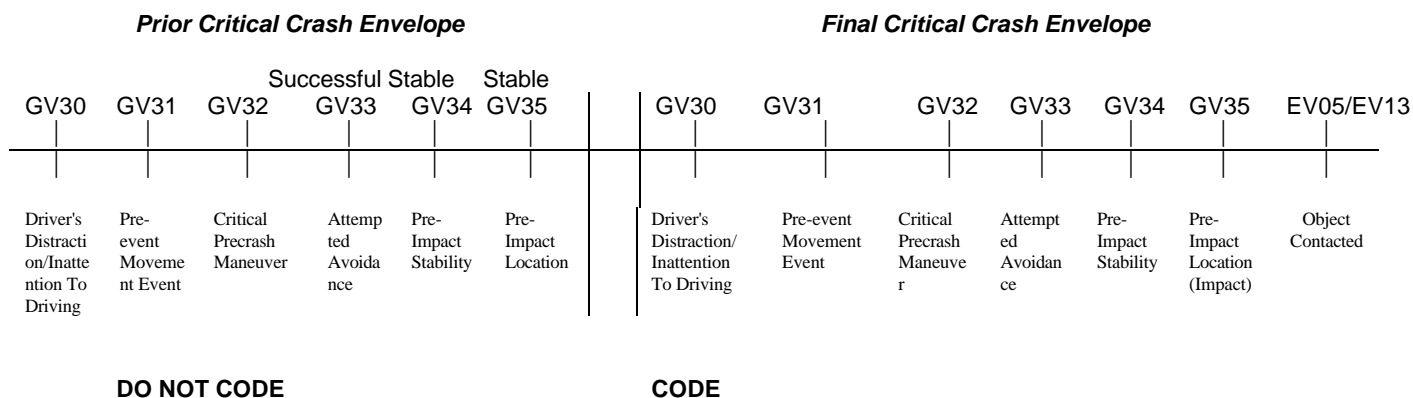 Prior Critical Crash Envelope Final Critical Crash Envelope
Successful Stable Stable
GV30 GV31 GV32 GV33 GV34 GV35 GV30 GV31 GV32 GV33 GV34 GV35 EV05/EV13
Driver's Pre- Critical Attemp Pre- Pre- Driver's Pre-event Critical Attempt Pre- Pre- Object
Distracti event Precrash ted Impact Impact Distraction/ Movement Precrash ed Impact Impact Contacted
on/Inatte Moveme Maneuver Avoida Stability Location Inattention Event Maneuve Avoidan Stability Location
ntion To nt Event nce To Driving r ce (Impact)
Driving
DO NOT CODE CODE